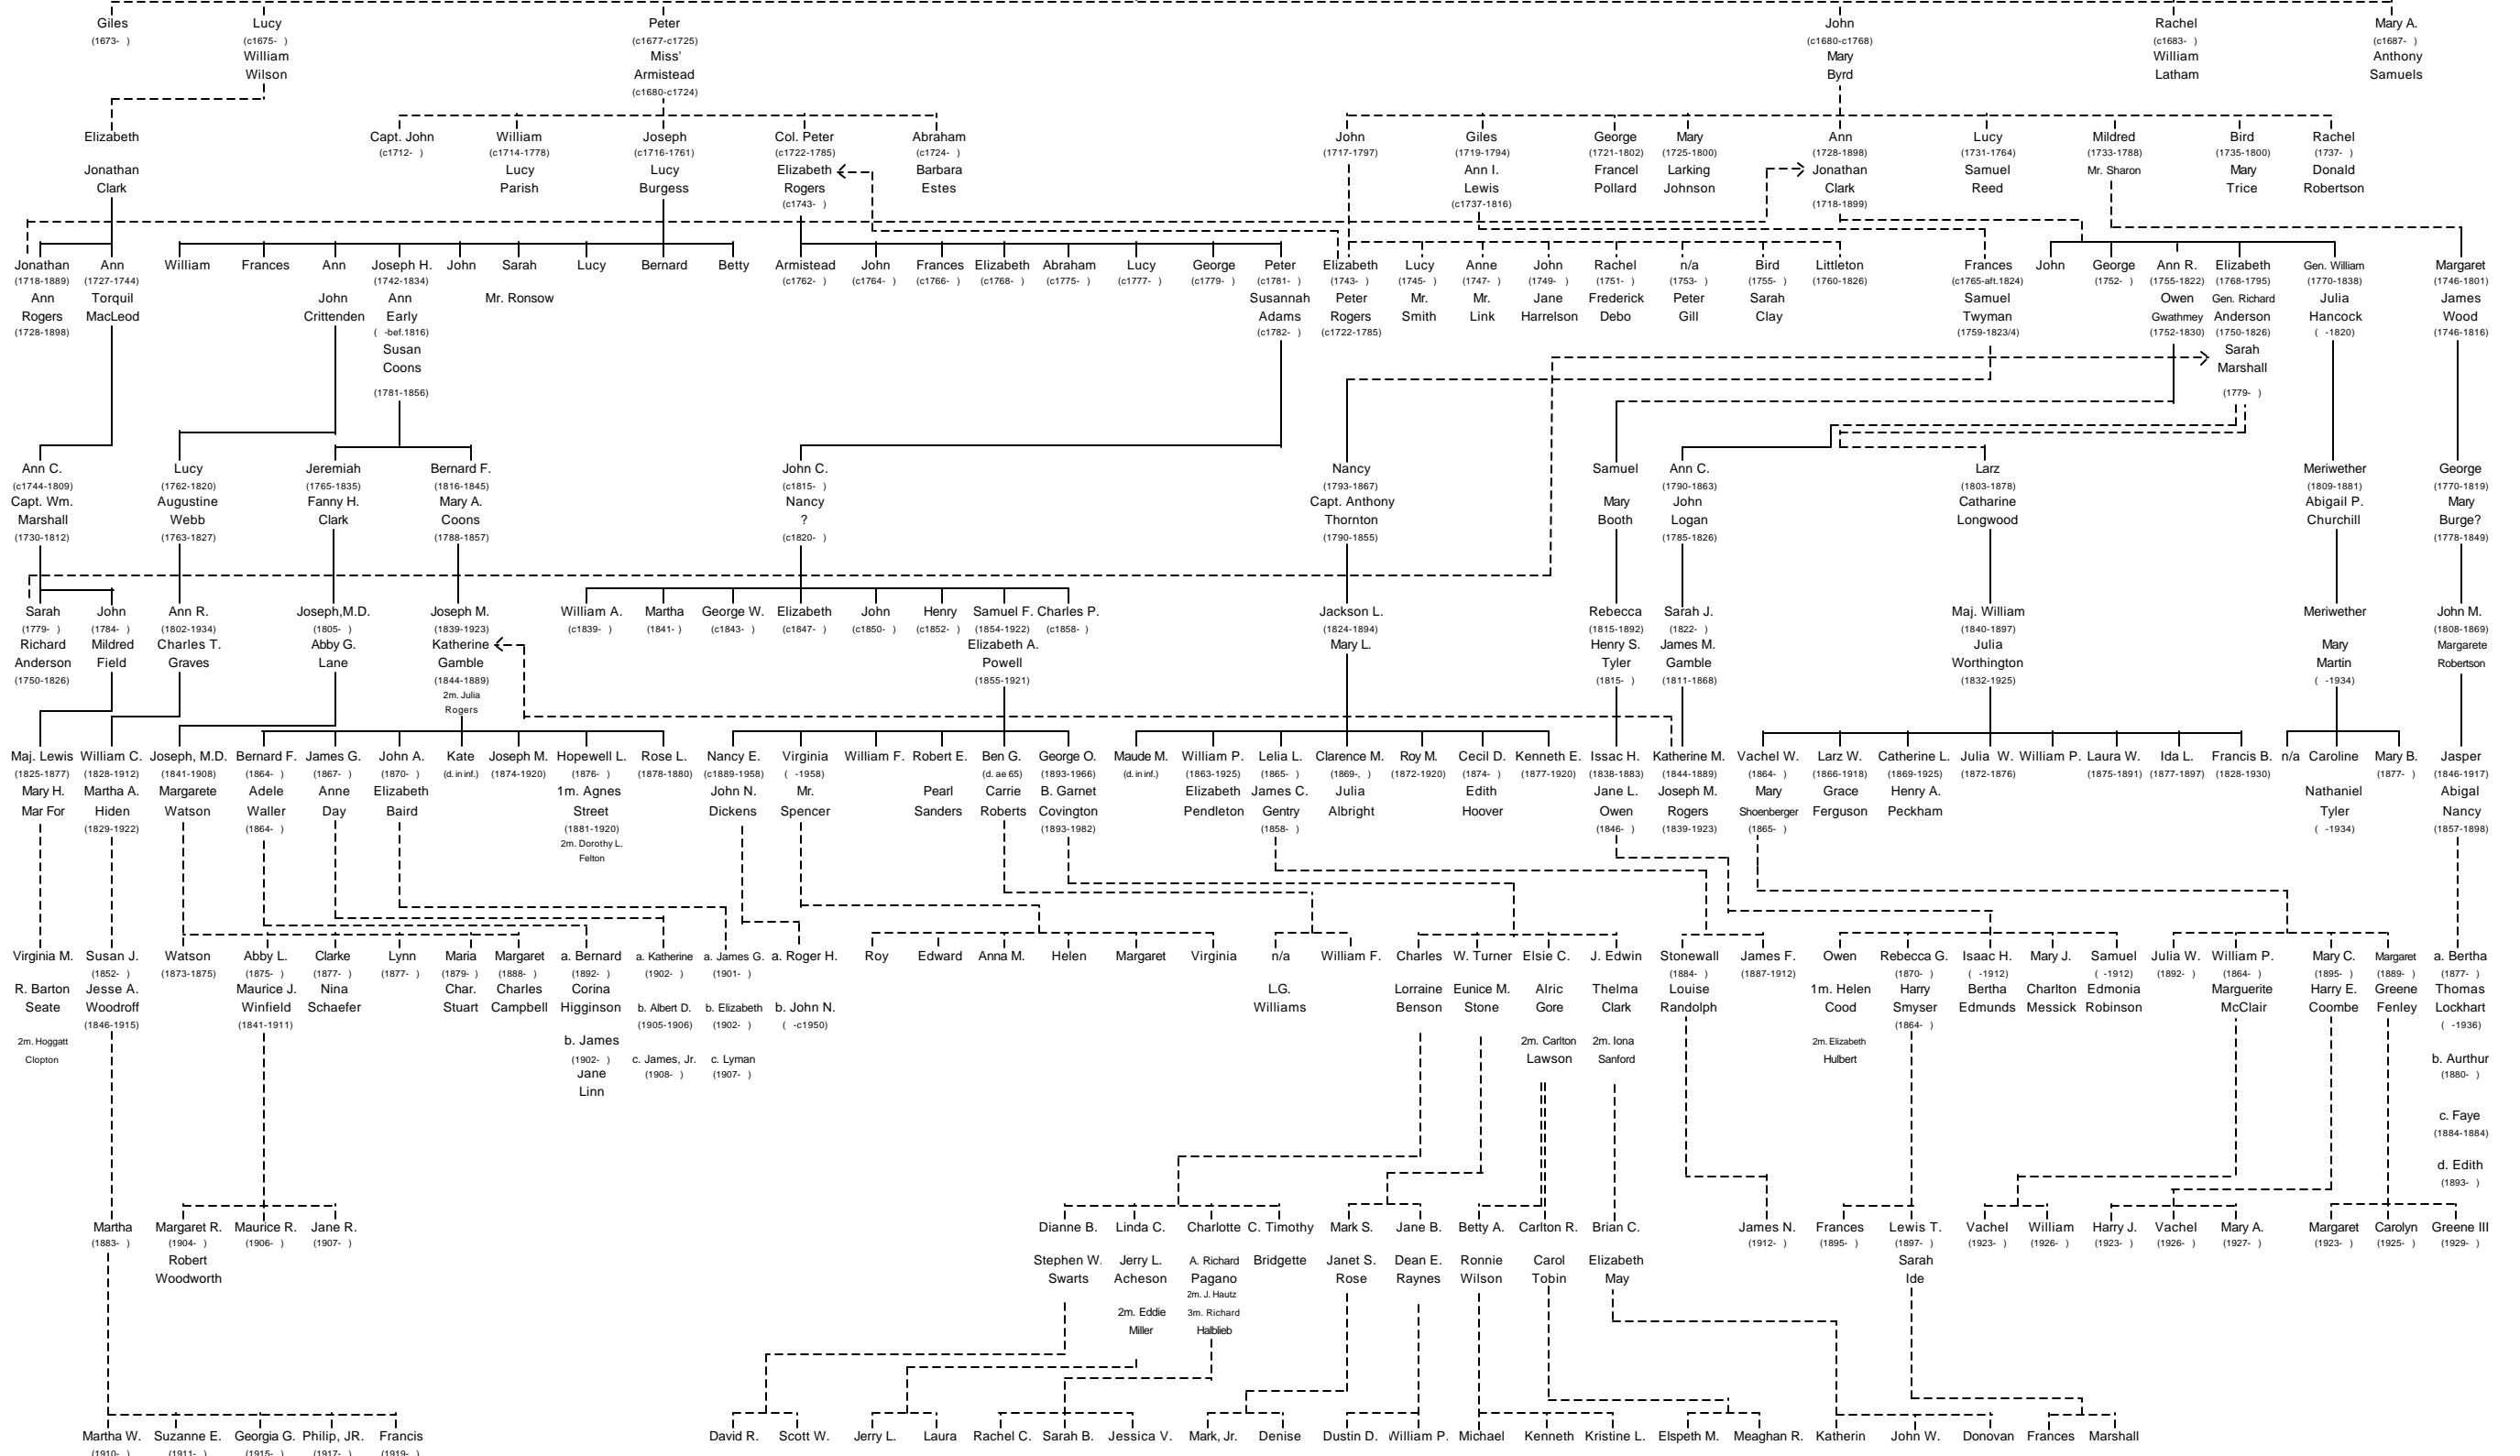 Giles Lucy Peter John Rachel Mary A.
(1673- ) (c1675- ) (c1677-c1725) (c1680-c1768) (c1683- ) (c1687- )
William Miss' Mary William Anthony
Wilson Armistead Byrd Latham Samuels
(c1680-c1724)
Elizabeth Capt. John William Joseph Col. Peter Abraham John Giles George Mary Ann Lucy Mildred Bird Rachel
(c1712- ) (c1714-1778) (c1716-1761) (c1722-1785) (c1724- ) (1717-1797) (1719-1794) (1721-1802) (1725-1800) (1728-1898) (1731-1764) (1733-1788) (1735-1800) (1737- )
Jonathan Lucy Lucy Elizabeth Barbara Ann I. Francel Larking Jonathan Samuel Mr. Sharon Mary Donald
Clark Parish Burgess Rogers Estes Lewis Pollard Johnson Clark Reed Trice Robertson
(c1743- ) (c1737-1816) (1718-1899)
Jonathan Ann William Frances Ann Joseph H. John Sarah Lucy Bernard Betty Armistead John Frances Elizabeth Abraham Lucy George Peter Elizabeth Lucy Anne John Rachel n/a Bird Littleton Frances John George Ann R. Elizabeth Gen. William Margaret
(1718-1889) (1727-1744) (1742-1834) (c1762- ) (c1764- ) (c1766- ) (c1768- ) (c1775- ) (c1777- ) (c1779- ) (c1781- ) (1743- ) (1745- ) (1747- ) (1749- ) (1751- ) (1753- ) (1755- ) (1760-1826) (c1765-aft.1824) (1752- ) (1755-1822) (1768-1795) (1770-1838) (1746-1801)
Ann Torquil John Ann Mr. Ronsow Susannah Peter Mr. Mr. Jane Frederick Peter Sarah Samuel Owen Gen. Richard Julia James
Rogers MacLeod Crittenden Early Adams Rogers Smith Link Harrelson Debo Gill Clay Twyman Gwathmey Anderson Hancock Wood
(1728-1898) ( -bef.1816) (c1782- ) (c1722-1785) (1759-1823/4) (1752-1830) (1750-1826) ( -1820) (1746-1816)
Susan Sarah
Coons Marshall
(1781-1856) (1779- )
Ann C. Lucy Jeremiah Bernard F. John C. Nancy Samuel Ann C. Larz Meriwether George
(c1744-1809) (1762-1820) (1765-1835) (1816-1845) (c1815- ) (1793-1867) (1790-1863) (1803-1878) (1809-1881) (1770-1819)
Capt. Wm. Augustine Fanny H. Mary A. Nancy Capt. Anthony Mary John Catharine Abigail P. Mary
Marshall Webb Clark Coons ? Thornton Booth Logan Longwood Churchill Burge?
(1730-1812) (1763-1827) (1788-1857) (c1820- ) (1790-1855) (1785-1826) (1778-1849)
Sarah John Ann R. Joseph,M.D. Joseph M. William A. Martha George W. Elizabeth John Henry Samuel F. Charles P. Jackson L. Rebecca Sarah J. Maj. William Meriwether John M.
(1779- ) (1784- ) (1802-1934) (1805- ) (1839-1923) (c1839- ) (1841- ) (c1843- ) (c1847- ) (c1850- ) (c1852- ) (1854-1922) (c1858- ) (1824-1894) (1815-1892) (1822- ) (1840-1897) (1808-1869)
Richard Mildred Charles T. Abby G. Katherine Elizabeth A. Mary L. Henry S. James M. Julia Mary Margarete
Anderson Field Graves Lane Gamble Powell Tyler Gamble Worthington Martin Robertson
(1750-1826) (1844-1889) (1855-1921) (1815- ) (1811-1868) (1832-1925) ( -1934)
2m. Julia
Rogers
Maj. Lewis William C. Joseph, M.D. Bernard F. James G. John A. Kate Joseph M. Hopewell L. Rose L. Nancy E. Virginia William F. Robert E. Ben G. George O. Maude M. William P. Lelia L. Clarence M. Roy M. Cecil D. Kenneth E. Issac H. Katherine M. Vachel W. Larz W. Catherine L. Julia W. William P. Laura W. Ida L. Francis B. n/a Caroline Mary B. Jasper
(1825-1877) (1828-1912) (1841-1908) (1864- ) (1867- ) (1870- ) (d. in inf.) (1874-1920) (1876- ) (1878-1880) (c1889-1958) ( -1958) (d. ae 65) (1893-1966) (d. in inf.) (1863-1925) (1865- ) (1869-, ) (1872-1920) (1874- ) (1877-1920) (1838-1883) (1844-1889) (1864- ) (1866-1918) (1869-1925) (1872-1876) (1875-1891) (1877-1897) (1828-1930) (1877- ) (1846-1917)
Mary H. Martha A. Margarete Adele Anne Elizabeth 1m. Agnes John N. Mr. Pearl Carrie B. Garnet Elizabeth James C. Julia Edith Jane L. Joseph M. Mary Grace Henry A. Nathaniel Abigal
Mar For Hiden Watson Waller Day Baird Street Dickens Spencer Sanders Roberts Covington Pendleton Gentry Albright Hoover Owen Rogers Shoenberger Ferguson Peckham Tyler Nancy
(1829-1922) (1864- ) (1881-1920) (1893-1982) (1858- ) (1846- ) (1839-1923) (1865- ) ( -1934) (1857-1898)
2m. Dorothy L.
Felton
Virginia M. Susan J. Watson Abby L. Clarke Lynn Maria Margaret a. Bernard a. Katherine a. James G. a. Roger H. Roy Edward Anna M. Helen Margaret Virginia n/a William F. Charles W. Turner Elsie C. J. Edwin Stonewall James F. Owen Rebecca G. Isaac H. Mary J. Samuel Julia W. William P. Mary C. Margaret a. Bertha
(1852- ) (1873-1875) (1875- ) (1877- ) (1877- ) (1879- ) (1888- ) (1892- ) (1902- ) (1901- ) (1884- ) (1887-1912) (1870- ) ( -1912) ( -1912) (1892- ) (1864- ) (1895- ) (1889- ) (1877- )
R. Barton Jesse A. Maurice J. Nina Char. Charles Corina L.G. Lorraine Eunice M. Alric Thelma Louise 1m. Helen Harry Bertha Charlton Edmonia Marguerite Harry E. Greene Thomas
Seate Woodroff Winfield Schaefer Stuart Campbell Higginson b. Albert D. b. Elizabeth b. John N. Williams Benson Stone Gore Clark Randolph Cood Smyser Edmunds Messick Robinson McClair Coombe Fenley Lockhart
(1846-1915) (1841-1911) (1905-1906) (1902- ) ( -c1950) (1864- ) ( -1936)
2m. Hoggatt b. James 2m. Carlton 2m. Iona 2m. Elizabeth
Clopton (1902- ) c. James, Jr. c. Lyman Lawson Sanford Hulbert b. Aurthur
Jane (1908- ) (1907- ) (1880- )
Linn
c. Faye
(1884-1884)
d. Edith
(1893- )
Martha Margaret R. Maurice R. Jane R. Dianne B. Linda C. Charlotte C. Timothy Mark S. Jane B. Betty A. Carlton R. Brian C. James N. Frances Lewis T. Vachel William Harry J. Vachel Mary A. Margaret Carolyn Greene III
(1883- ) (1904- ) (1906- ) (1907- ) (1912- ) (1895- ) (1897- ) (1923- ) (1926- ) (1923- ) (1926- ) (1927- ) (1923- ) (1925- ) (1929- )
Robert Stephen W. Jerry L. A. Richard Bridgette Janet S. Dean E. Ronnie Carol Elizabeth Sarah
Woodworth Swarts Acheson Pagano Rose Raynes Wilson Tobin May Ide
2m. J. Hautz
2m. Eddie 3m. Richard
Miller Halblieb
Martha W. Suzanne E. Georgia G. Philip, JR. Francis David R. Scott W. Jerry L. Laura Rachel C. Sarah B. Jessica V. Mark, Jr. Denise Dustin D. William P. Michael Kenneth Kristine L. Elspeth M. Meaghan R. Katherin John W. Donovan Frances Marshall
(1910- ) (1911- ) (1915- ) (1917- ) (1919- )